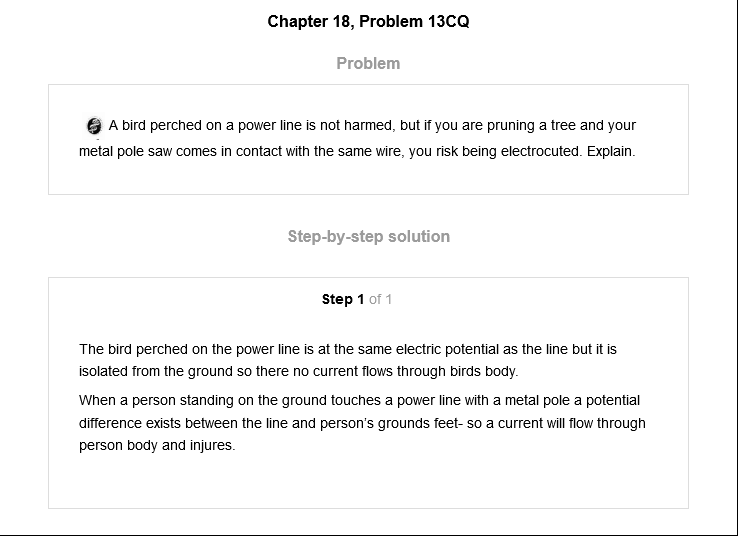 Chapter 18, Problem 13CQ
Problem
A bird perched on a power line is not harmed, but if you are pruning a tree and your
metal pole saw comes in contact with the same wire, you risk being electrocuted. Explain.
Step-by-step solution
Step 1 of 1
The bird perched on the power line is at the same electric potential as the line but it is
isolated from the ground so there no current flows through birds body.
When a person standing on the ground touches a power line with a metal pole a potential
difference exists between the line and person's grounds feet- so a current will flow through
person body and injures.